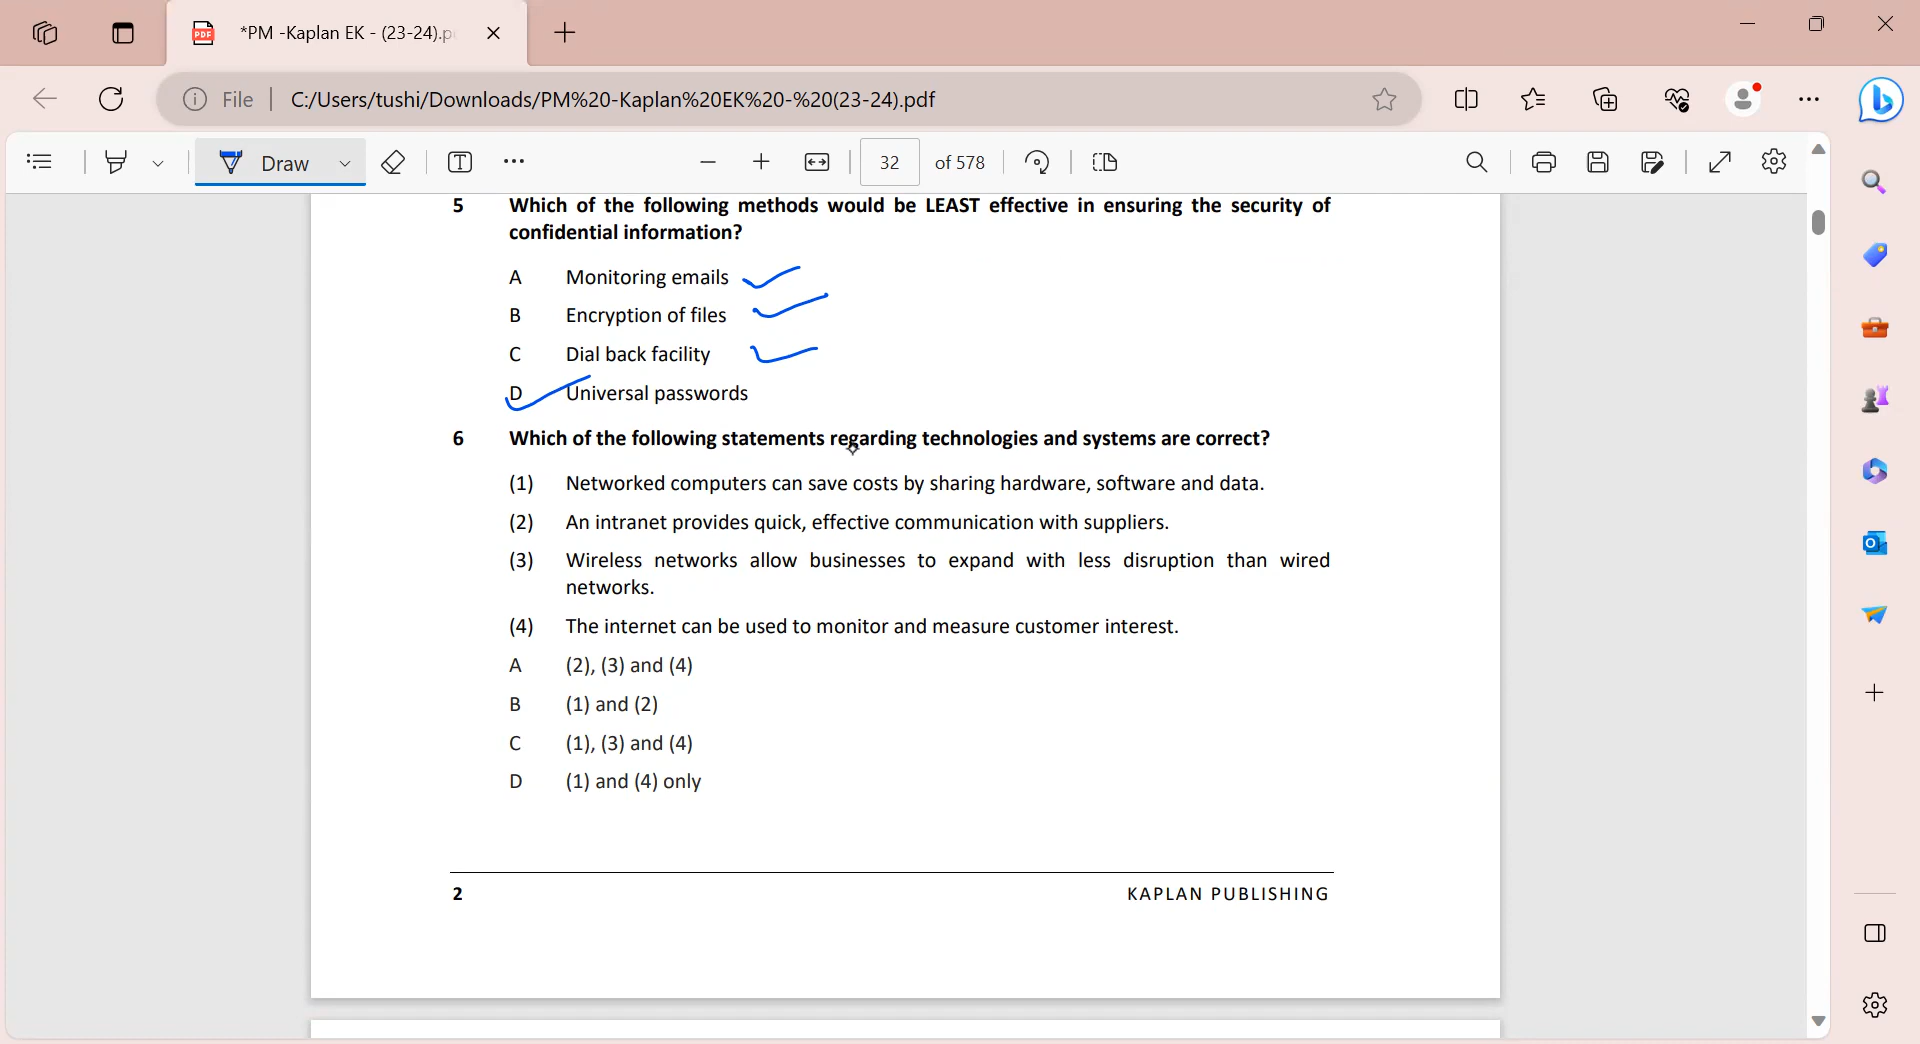 *PM -Kaplan EK - (23-24).p
File
C:/Users/tushi/Downloads/PM%20-Kaplan%20EK%20-%20(23-24).pdf
Draw
32
of 578
5 Which of the following methods would be LEAST effective in ensuring the security of
confidential information?
A Monitoring emails
B Encryption of files
C Dial back facility
D Universal passwords
6 Which of the following statements regarding technologies and systems are correct?
(1) Networked computers can save costs by sharing hardware, software and data.
(2) An intranet provides quick, effective communication with suppliers.
(3) Wireless networks allow businesses to expand with less disruption than wired
networks.
(4) The internet can be used to monitor and measure customer interest.
A (2), (3) and (4)
B (1) and (2)
C (1), (3) and (4)
D (1) and (4) only
2 KAPLAN PUBLISHING